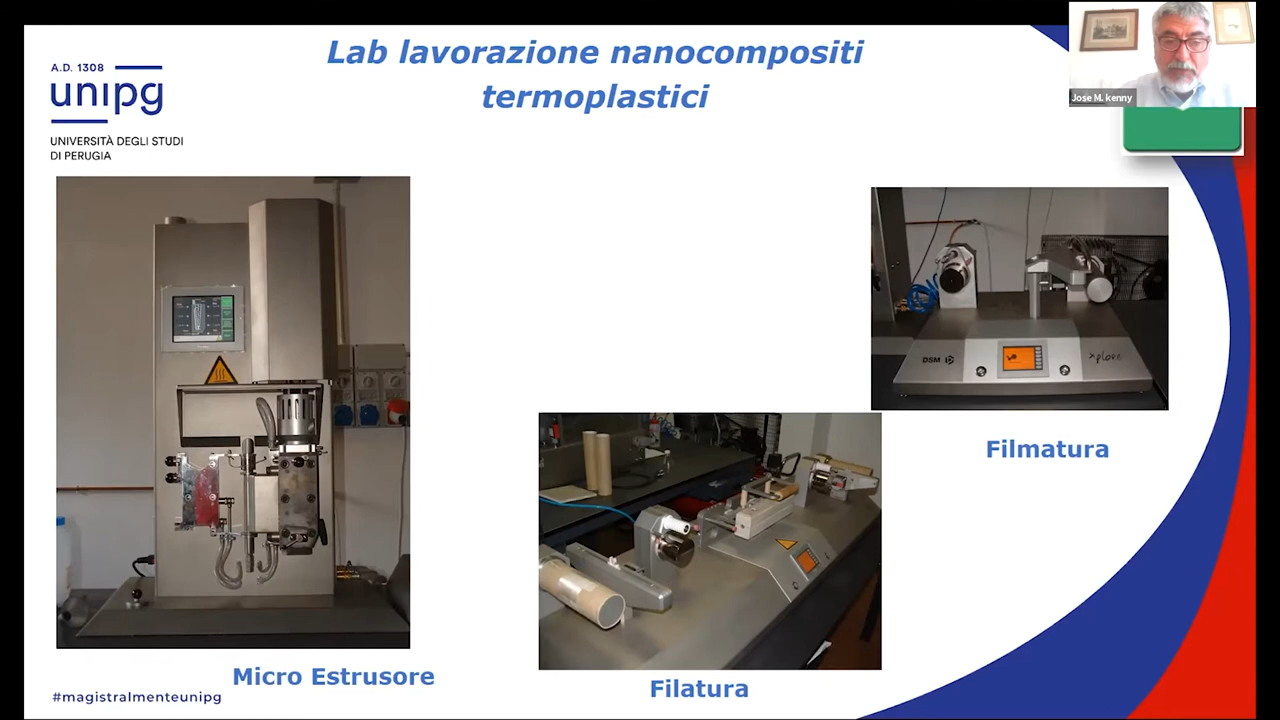 Lab lavorazione nanocompositi
termoplastici
A.D. 1308
unipg
UNIVERSITÀ DEGLI STUDI
DI PERUGIA
Jose M. kenny
DSM
Xplore
Filmatura
Micro Estrusore
Filatura
#magistralmenteunipg